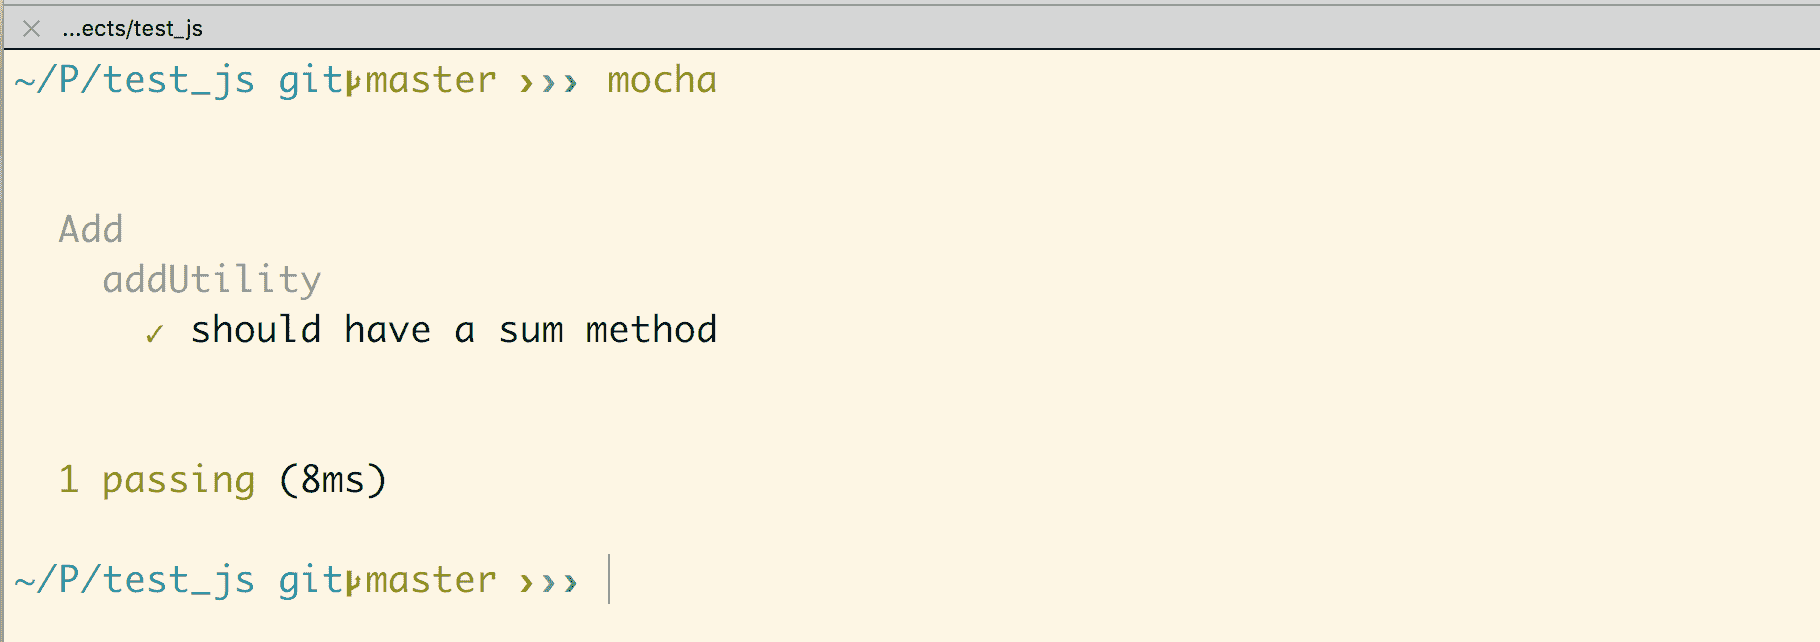 ...ects/test_js
~/P/test_js git master ››› mocha
Add
addUtility
✓ should have a sum method
1 passing (8ms)
~/P/test_js git master ›››